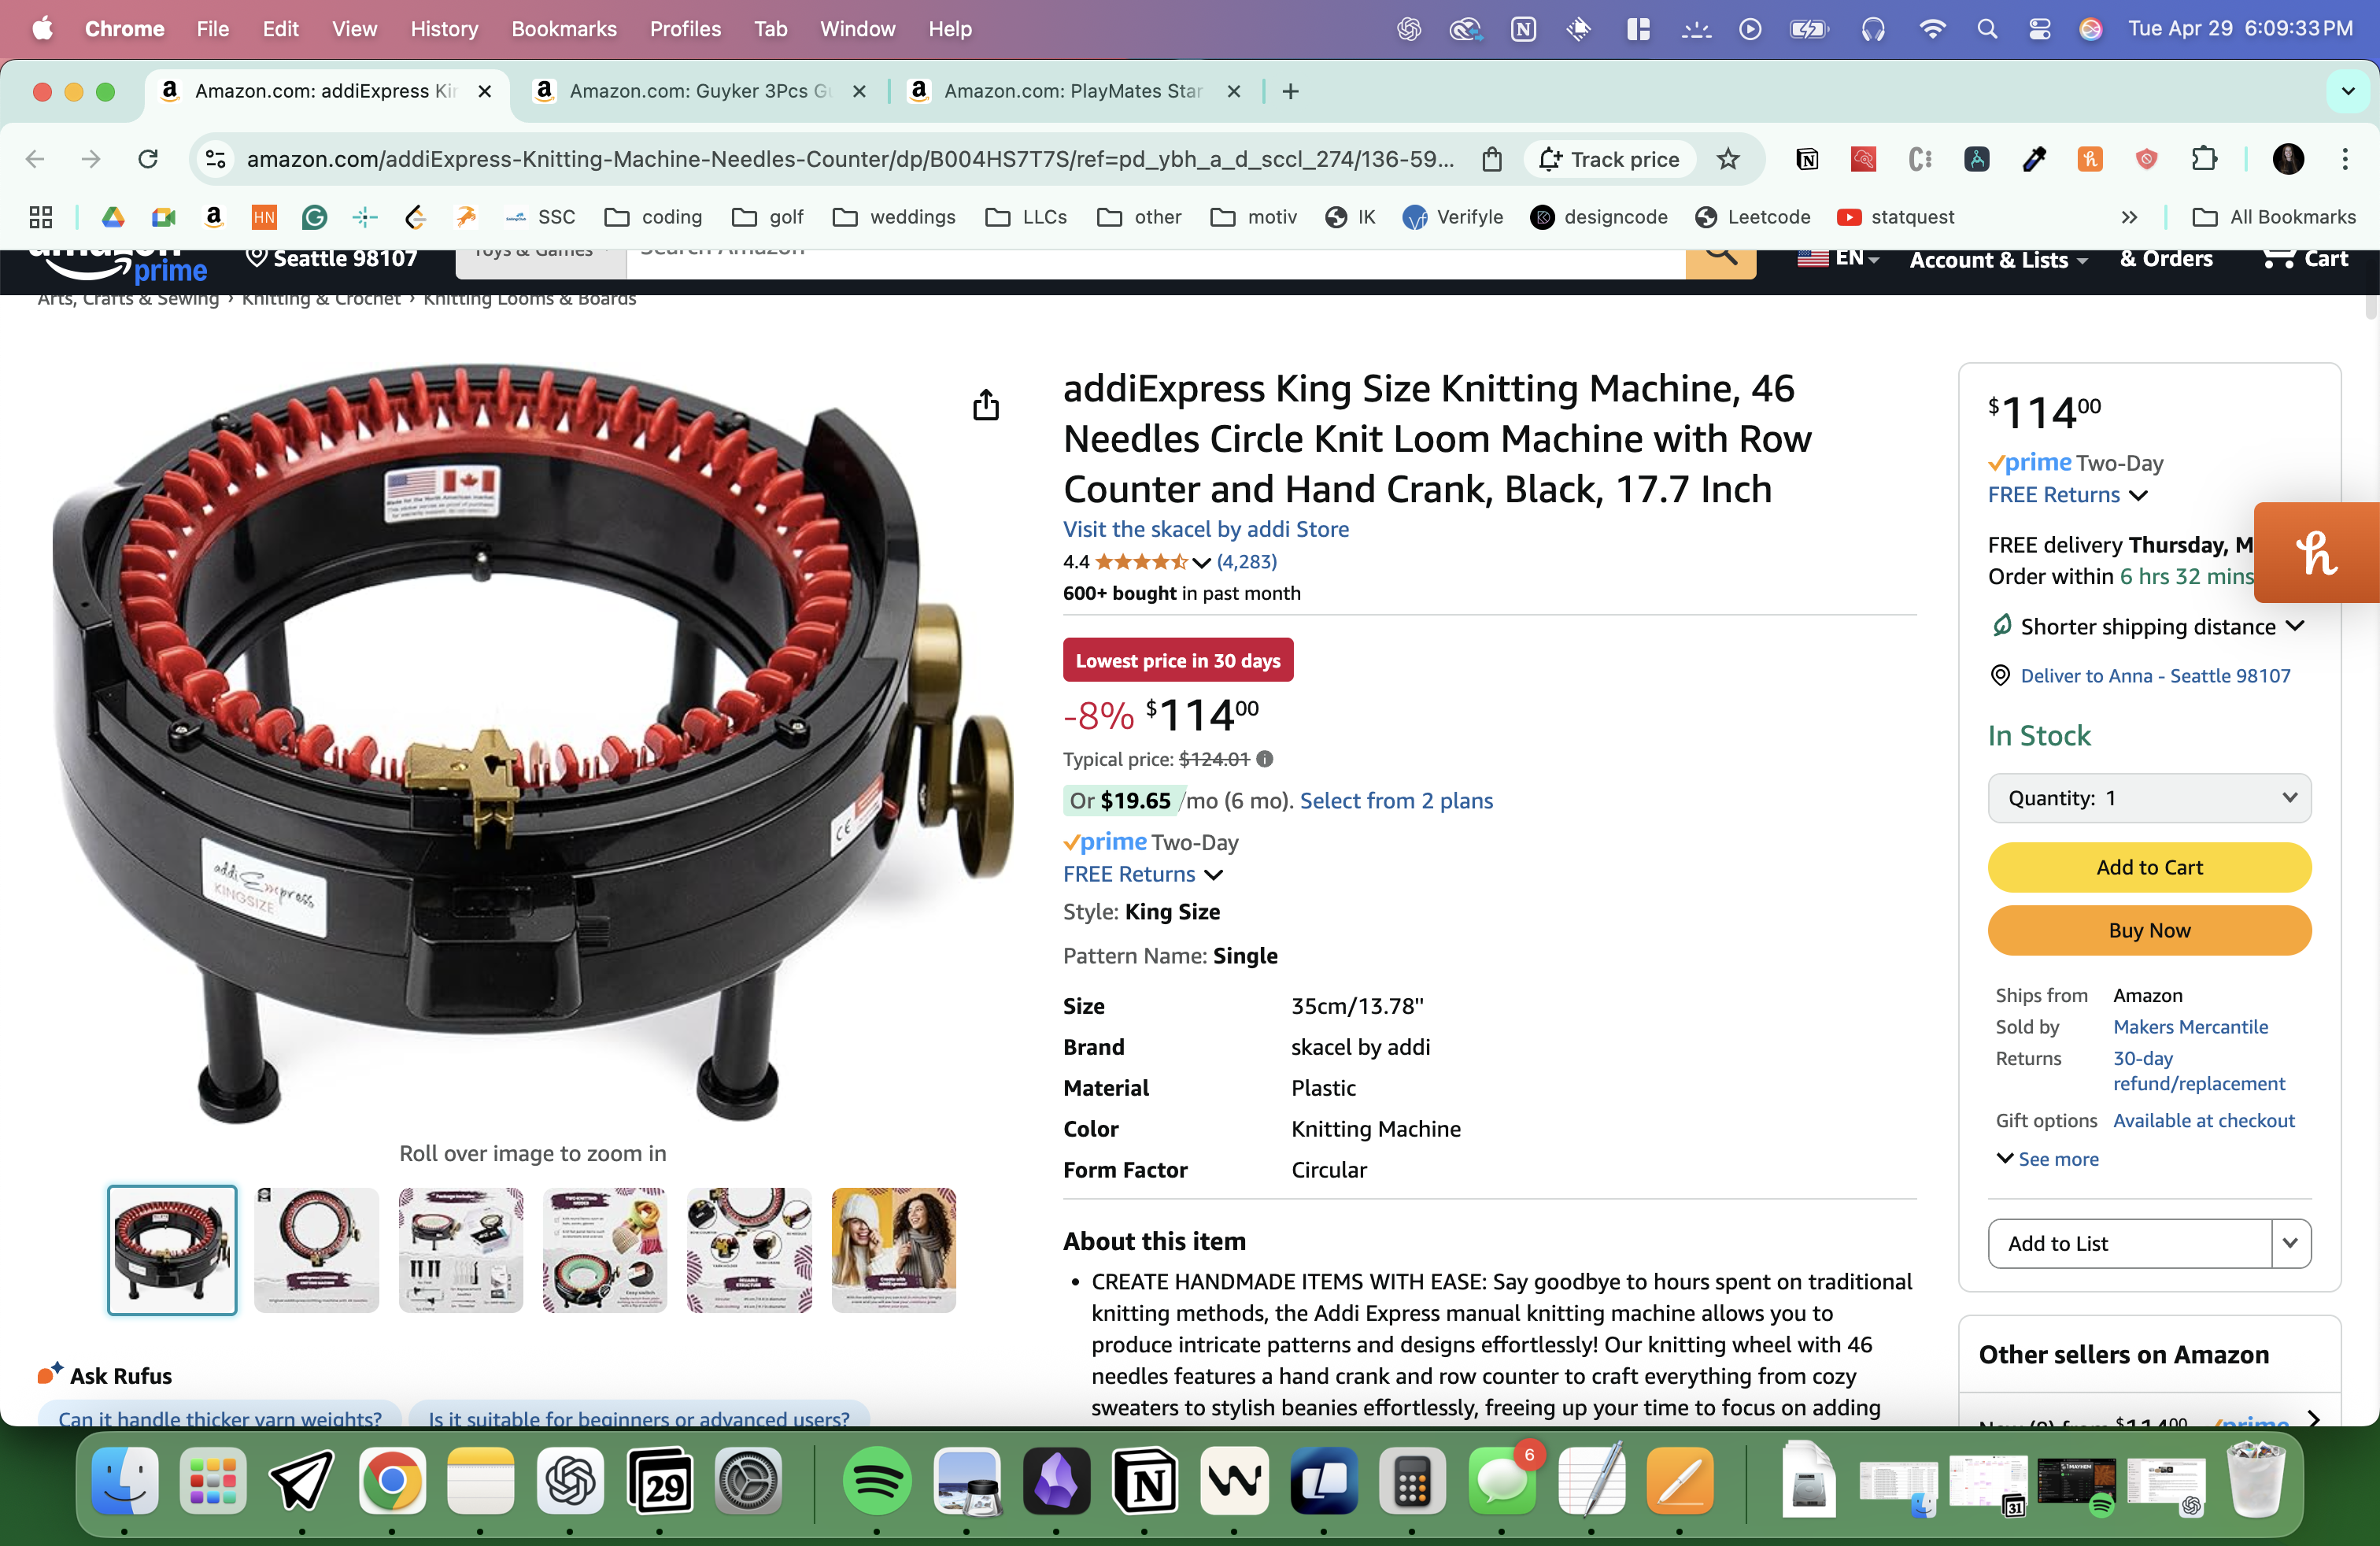 Chrome File Edit View History Bookmarks Profiles Tab Window Help
Tue Apr 29 6:09:33 PM
Amazon.com: addiExpress Kir
Amazon.com: Guyker 3Pcs Gu
Amazon.com: PlayMates Star
amazon.com/addiExpress-Knitting-Machine-Needles-Counter/dp/B004HS7T7S/ref=pd_ybh_a_d_sccl_274/136-59...
Track price
SSC coding golf weddings LLCs other motiv IK Verifyle designcode Leetcode statquest
All Bookmarks
prime
Seattle 98107
Toys & Games
Search Amazon
EN
Account & Lists
& Orders
Cart
Arts, Crafts & Sewing › Knitting & Crochet › Knitting Looms & Boards
addiExpress
KINGSIZE
CE
Roll over image to zoom in
Ask Rufus
Can it handle thicker yarn weights?
Is it suitable for beginners or advanced users?
addiExpress King Size Knitting Machine, 46
Needles Circle Knit Loom Machine with Row
Counter and Hand Crank, Black, 17.7 Inch
Visit the skacel by addi Store
4.4 (4,283)
600+ bought in past month
Lowest price in 30 days
-8% $11400
Typical price: $124.01
Or $19.65 /mo (6 mo). Select from 2 plans
prime Two-Day
FREE Returns
Style: King Size
Pattern Name: Single
Size 35cm/13.78"
Brand skacel by addi
Material Plastic
Color Knitting Machine
Form Factor Circular
About this item
• CREATE HANDMADE ITEMS WITH EASE: Say goodbye to hours spent on traditional
knitting methods, the Addi Express manual knitting machine allows you to
produce intricate patterns and designs effortlessly! Our knitting wheel with 46
needles features a hand crank and row counter to craft everything from cozy
sweaters to stylish beanies effortlessly, freeing up your time to focus on adding
$11400
prime Two-Day
FREE Returns
FREE delivery Thursday, M
Order within 6 hrs 32 mins
Shorter shipping distance
Deliver to Anna - Seattle 98107
In Stock
Quantity: 1
Add to Cart
Buy Now
Ships from Amazon
Sold by Makers Mercantile
Returns 30-day
refund/replacement
Gift options Available at checkout
See more
Add to List
Other sellers on Amazon
New (9) from $11400 prime
29
6
31